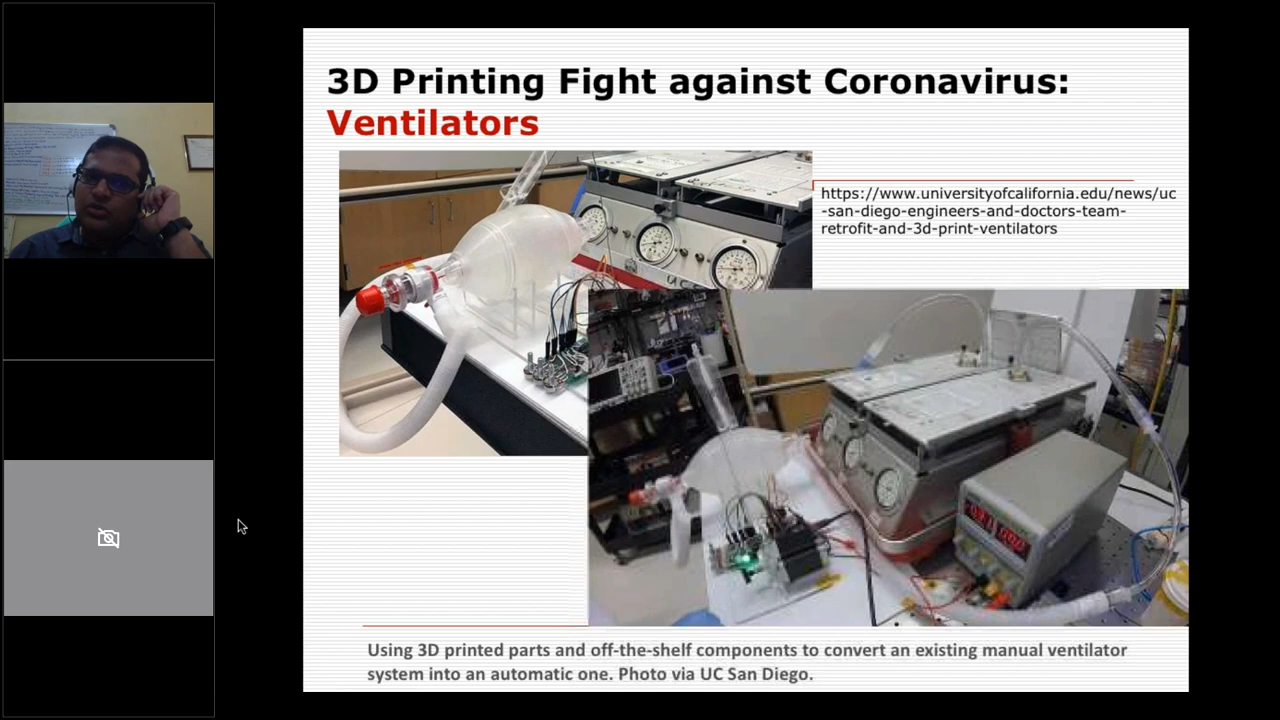 3D Printing Fight against Coronavirus:
Ventilators
https://www.universityofcalifornia.edu/news/uc
-san-diego-engineers-and-doctors-team-
retrofit-and-3d-print-ventilators
Using 3D printed parts and off-the-shelf components to convert an existing manual ventilator
system into an automatic one. Photo via UC San Diego.